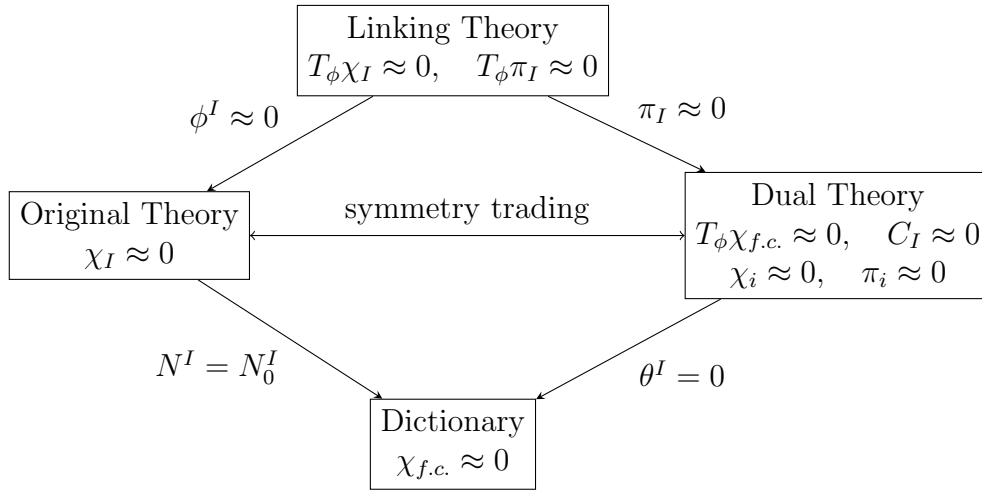 Linking Theory
T_ϕχ_I ≈ 0, T_ϕπ_I ≈ 0
ϕ^I ≈ 0
π_I ≈ 0
Original Theory
χ_I ≈ 0
symmetry trading
Dual Theory
T_ϕχ_{f.c.} ≈ 0, C_I ≈ 0
χ_i ≈ 0, π_i ≈ 0
N^I = N_0^I
θ^I = 0
Dictionary
χ_{f.c.} ≈ 0